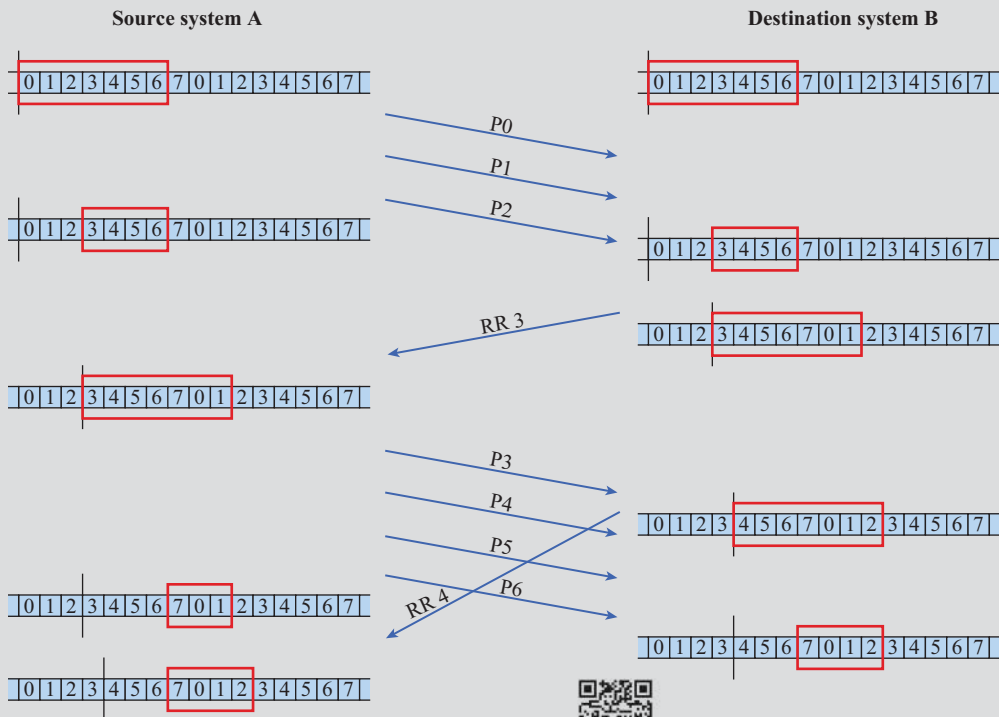 Source system A
Destination system B
0 1 2 3 4 5 6 7 0 1 2 3 4 5 6 7
0 1 2 3 4 5 6 7 0 1 2 3 4 5 6 7
P0
P1
P2
0 1 2 3 4 5 6 7 0 1 2 3 4 5 6 7
0 1 2 3 4 5 6 7 0 1 2 3 4 5 6 7
RR 3
0 1 2 3 4 5 6 7 0 1 2 3 4 5 6 7
0 1 2 3 4 5 6 7 0 1 2 3 4 5 6 7
P3
P4
0 1 2 3 4 5 6 7 0 1 2 3 4 5 6 7
P5
P6
RR 4
0 1 2 3 4 5 6 7 0 1 2 3 4 5 6 7
0 1 2 3 4 5 6 7 0 1 2 3 4 5 6 7
0 1 2 3 4 5 6 7 0 1 2 3 4 5 6 7